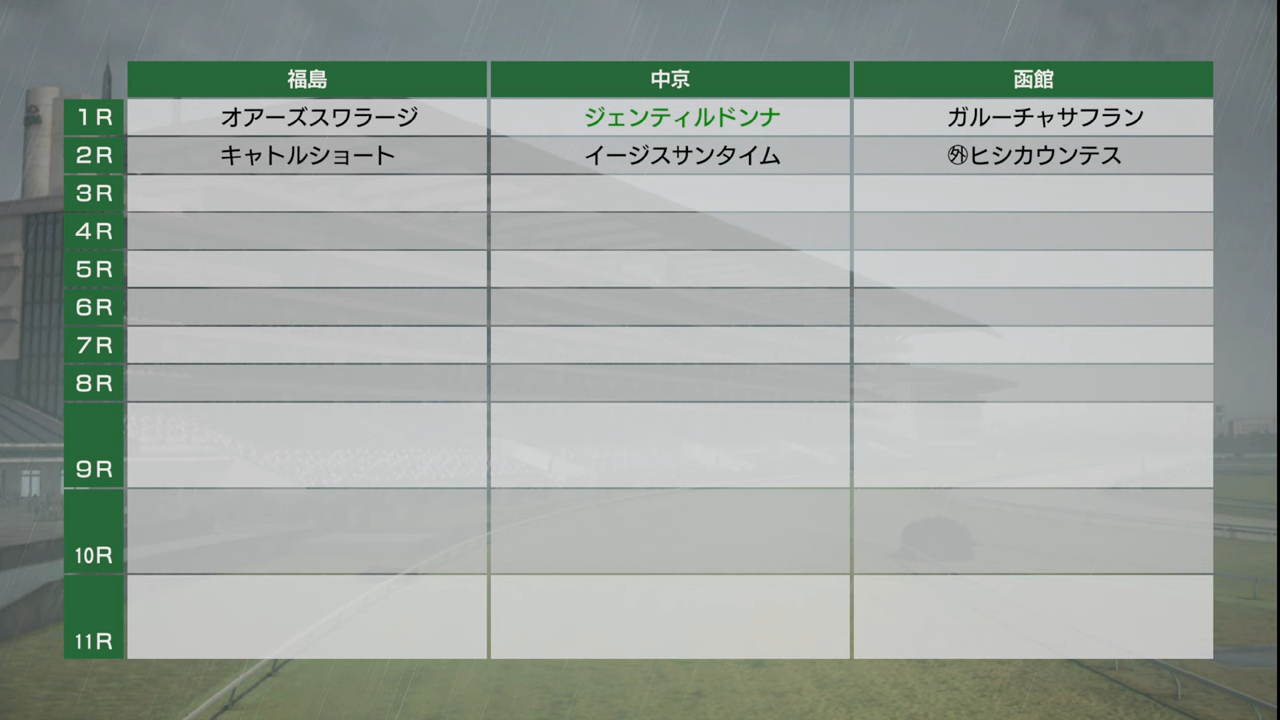 福島 中京 函館
1R オアーズスワラージ ジェンティルドンナ ガルーチャサフラン
2R キャトルショート イージスサンタイム ㊕ヒシカウンテス
3R
4R
5R
6R
7R
8R
9R
10R
11R